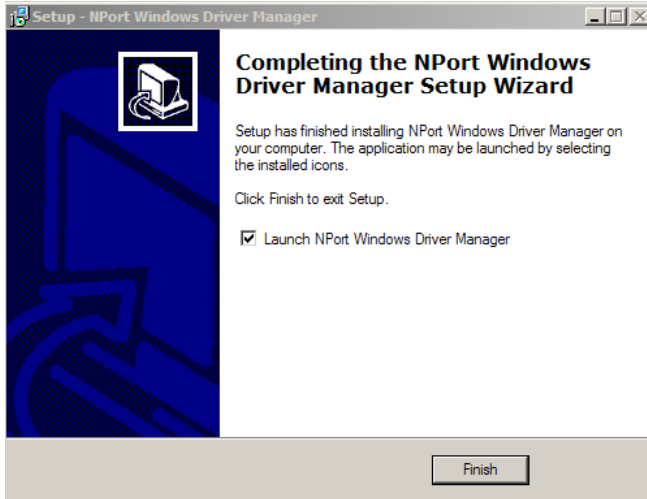 Setup - NPort Windows Driver Manager
Completing the NPort Windows
Driver Manager Setup Wizard
Setup has finished installing NPort Windows Driver Manager on
your computer. The application may be launched by selecting
the installed icons.
Click Finish to exit Setup.
Launch NPort Windows Driver Manager
Finish